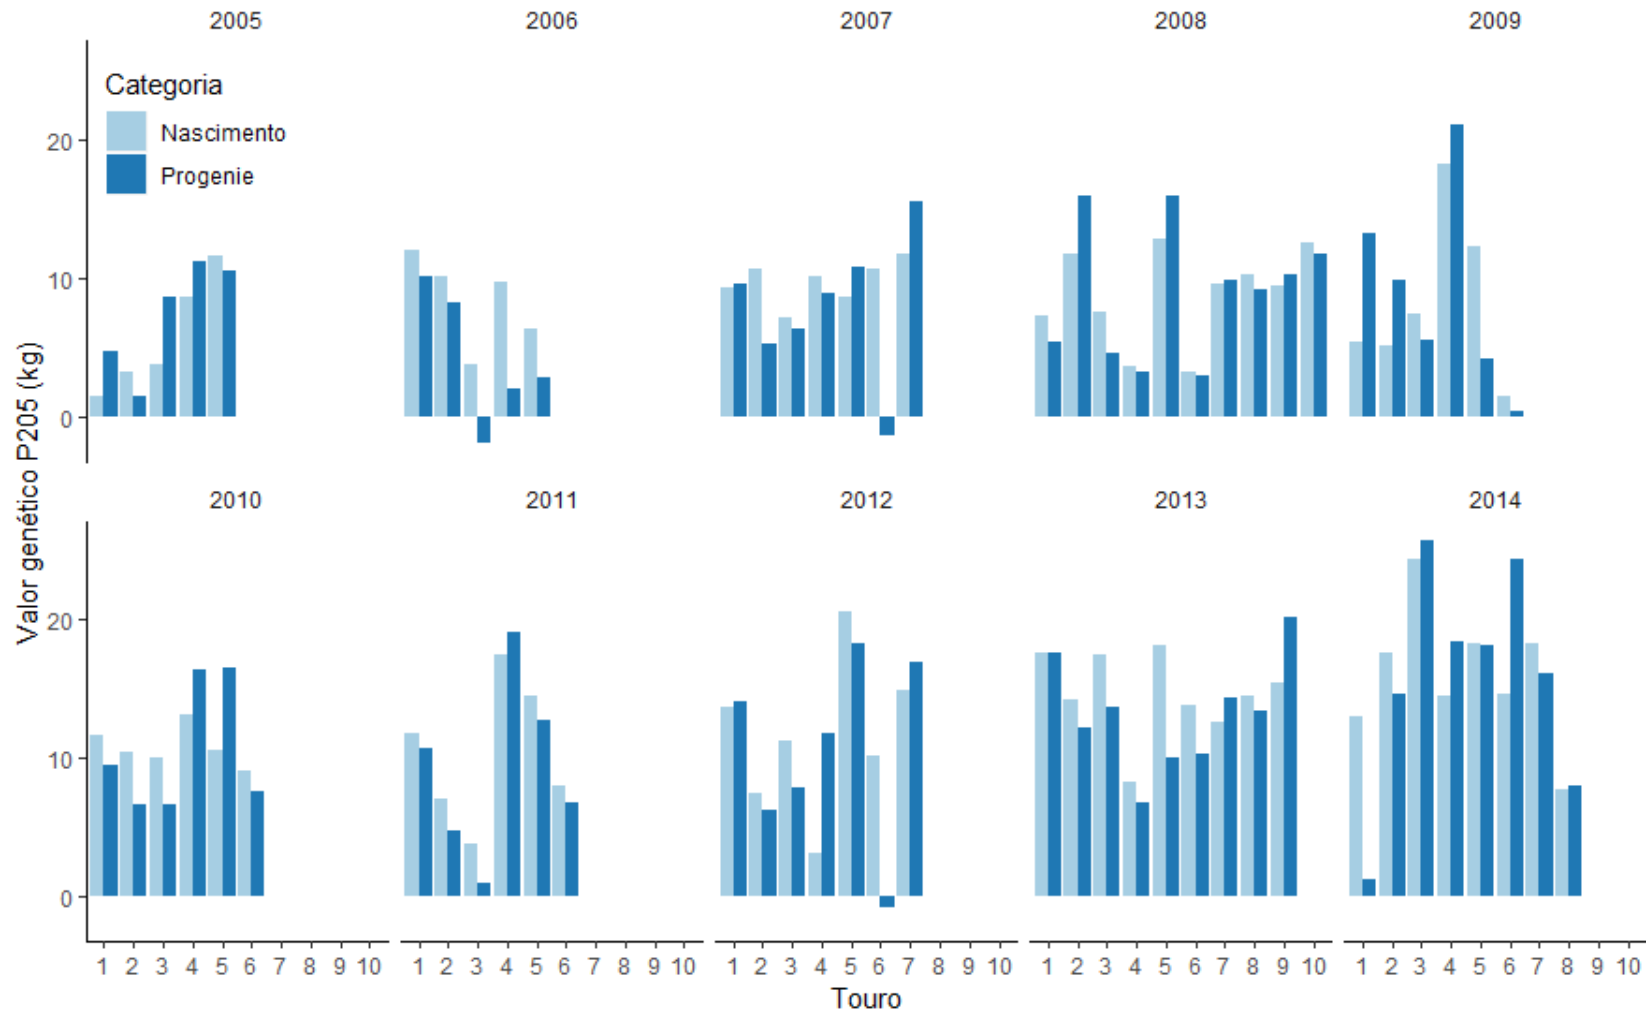 2005 2006 2007 2008 2009
Categoria
Nascimento
Progenie
20
10
0
Valor genético P205 (kg)
2010 2011 2012 2013 2014
20
10
0
1 2 3 4 5 6 7 8 9 10 1 2 3 4 5 6 7 8 9 10 1 2 3 4 5 6 7 8 9 10 1 2 3 4 5 6 7 8 9 10 1 2 3 4 5 6 7 8 9 10
Touro